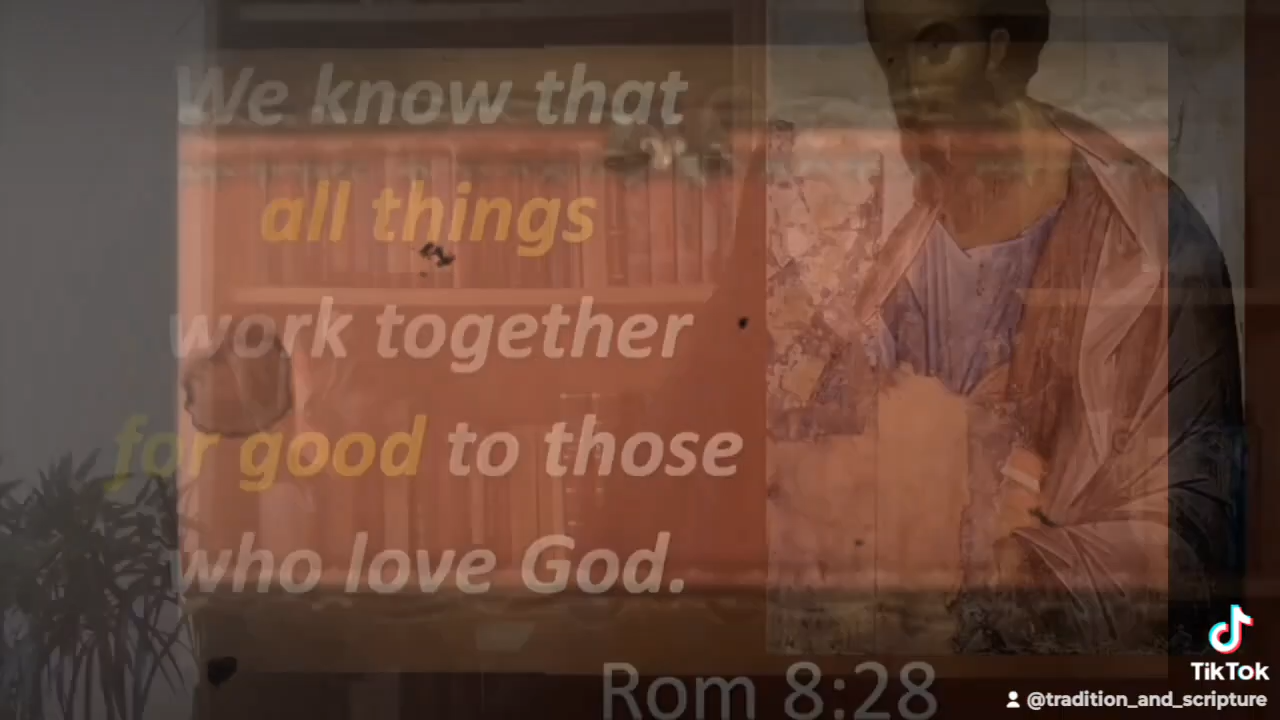 We know that
all things
work together
for good to those
who love God.
Rom 8:28
TikTok
@tradition_and_scripture